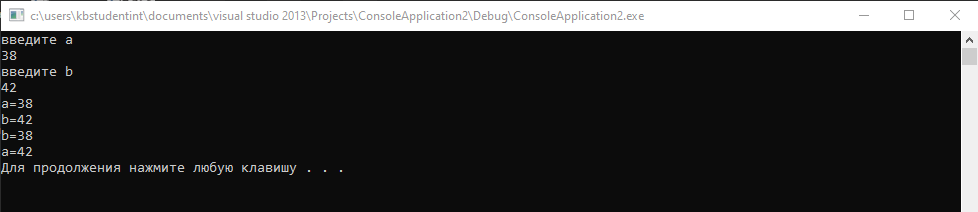 c:\users\kbstudentint\documents\visual studio 2013\Projects\ConsoleApplication2\Debug\ConsoleApplication2.exe
введите a
38
введите b
42
a=38
b=42
b=38
a=42
Для продолжения нажмите любую клавишу . . .